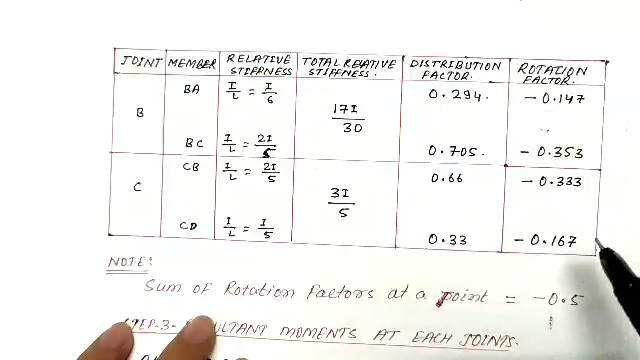 JOINT MEMBER RELATIVE STIFFNESS TOTAL RELATIVE STIFFNESS. DISTRIBUTION FACTOR. ROTATION FACTOR.
B BA I/L = I/6 17I/30 0.294. -0.147
BC I/L = 2I/5 0.705. -0.353
C CB I/L = 2I/5 3I/5 0.66 -0.333
CD I/L = I/5 0.33 -0.167
NOTE:
Sum of Rotation Factors at a point = -0.5
MOMENTS AT EACH JOINTS.